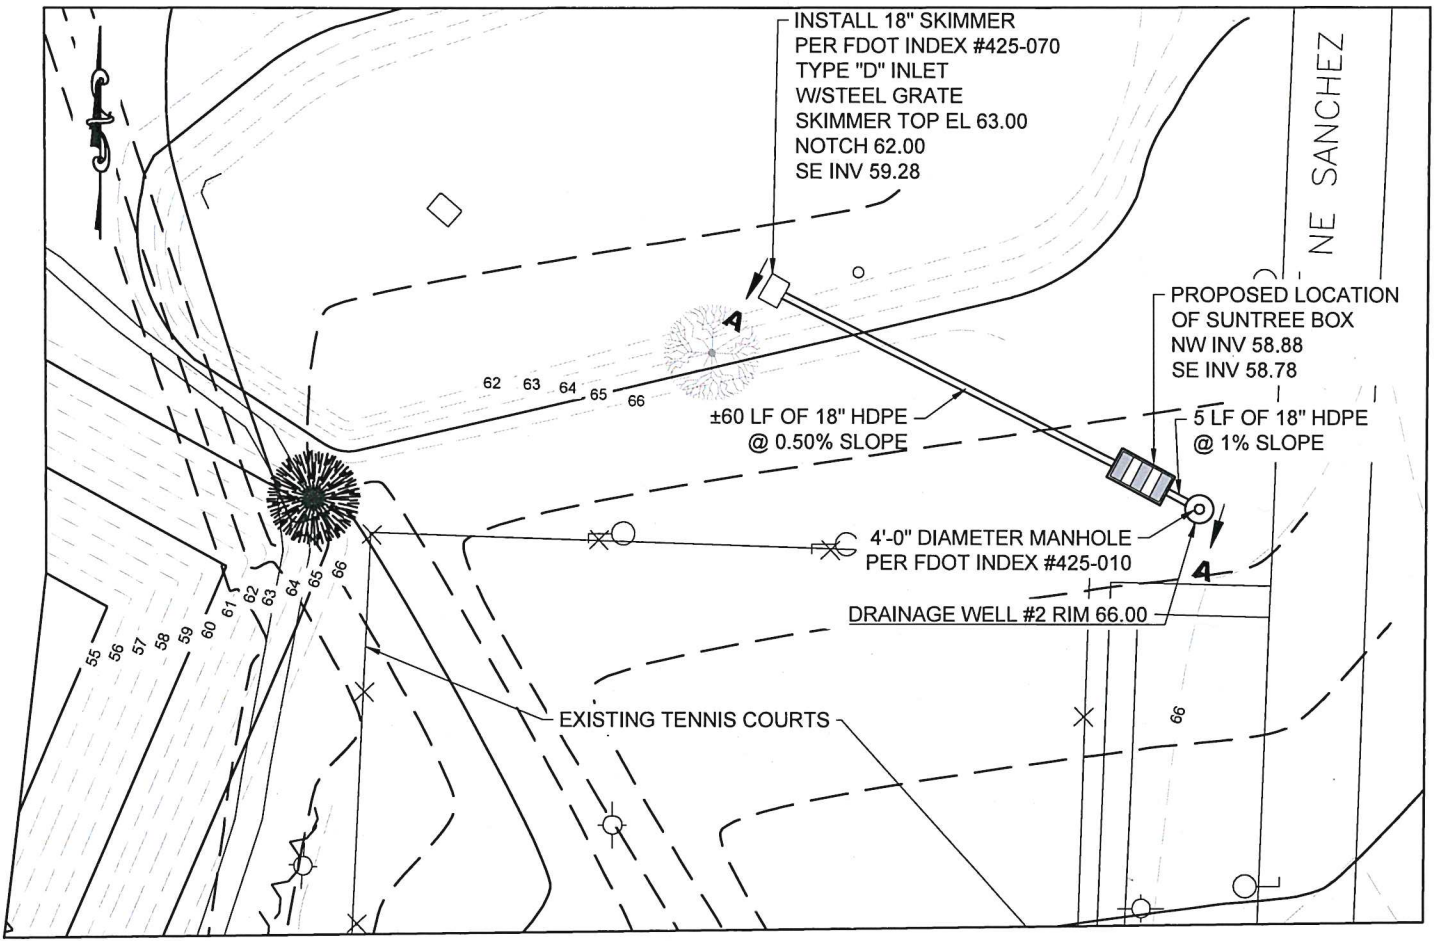 INSTALL 18" SKIMMER
PER FDOT INDEX #425-070
TYPE "D" INLET
W/STEEL GRATE
SKIMMER TOP EL 63.00
NOTCH 62.00
SE INV 59.28
NE SANCHEZ
PROPOSED LOCATION
OF SUNTREE BOX
NW INV 58.88
SE INV 58.78
A
62 63 64 65 66
±60 LF OF 18" HDPE
@ 0.50% SLOPE
5 LF OF 18" HDPE
@ 1% SLOPE
4'-0" DIAMETER MANHOLE
PER FDOT INDEX #425-010
A
DRAINAGE WELL #2 RIM 66.00
55 56 57 58 59 60 61 62 63 64 65 66
EXISTING TENNIS COURTS
66